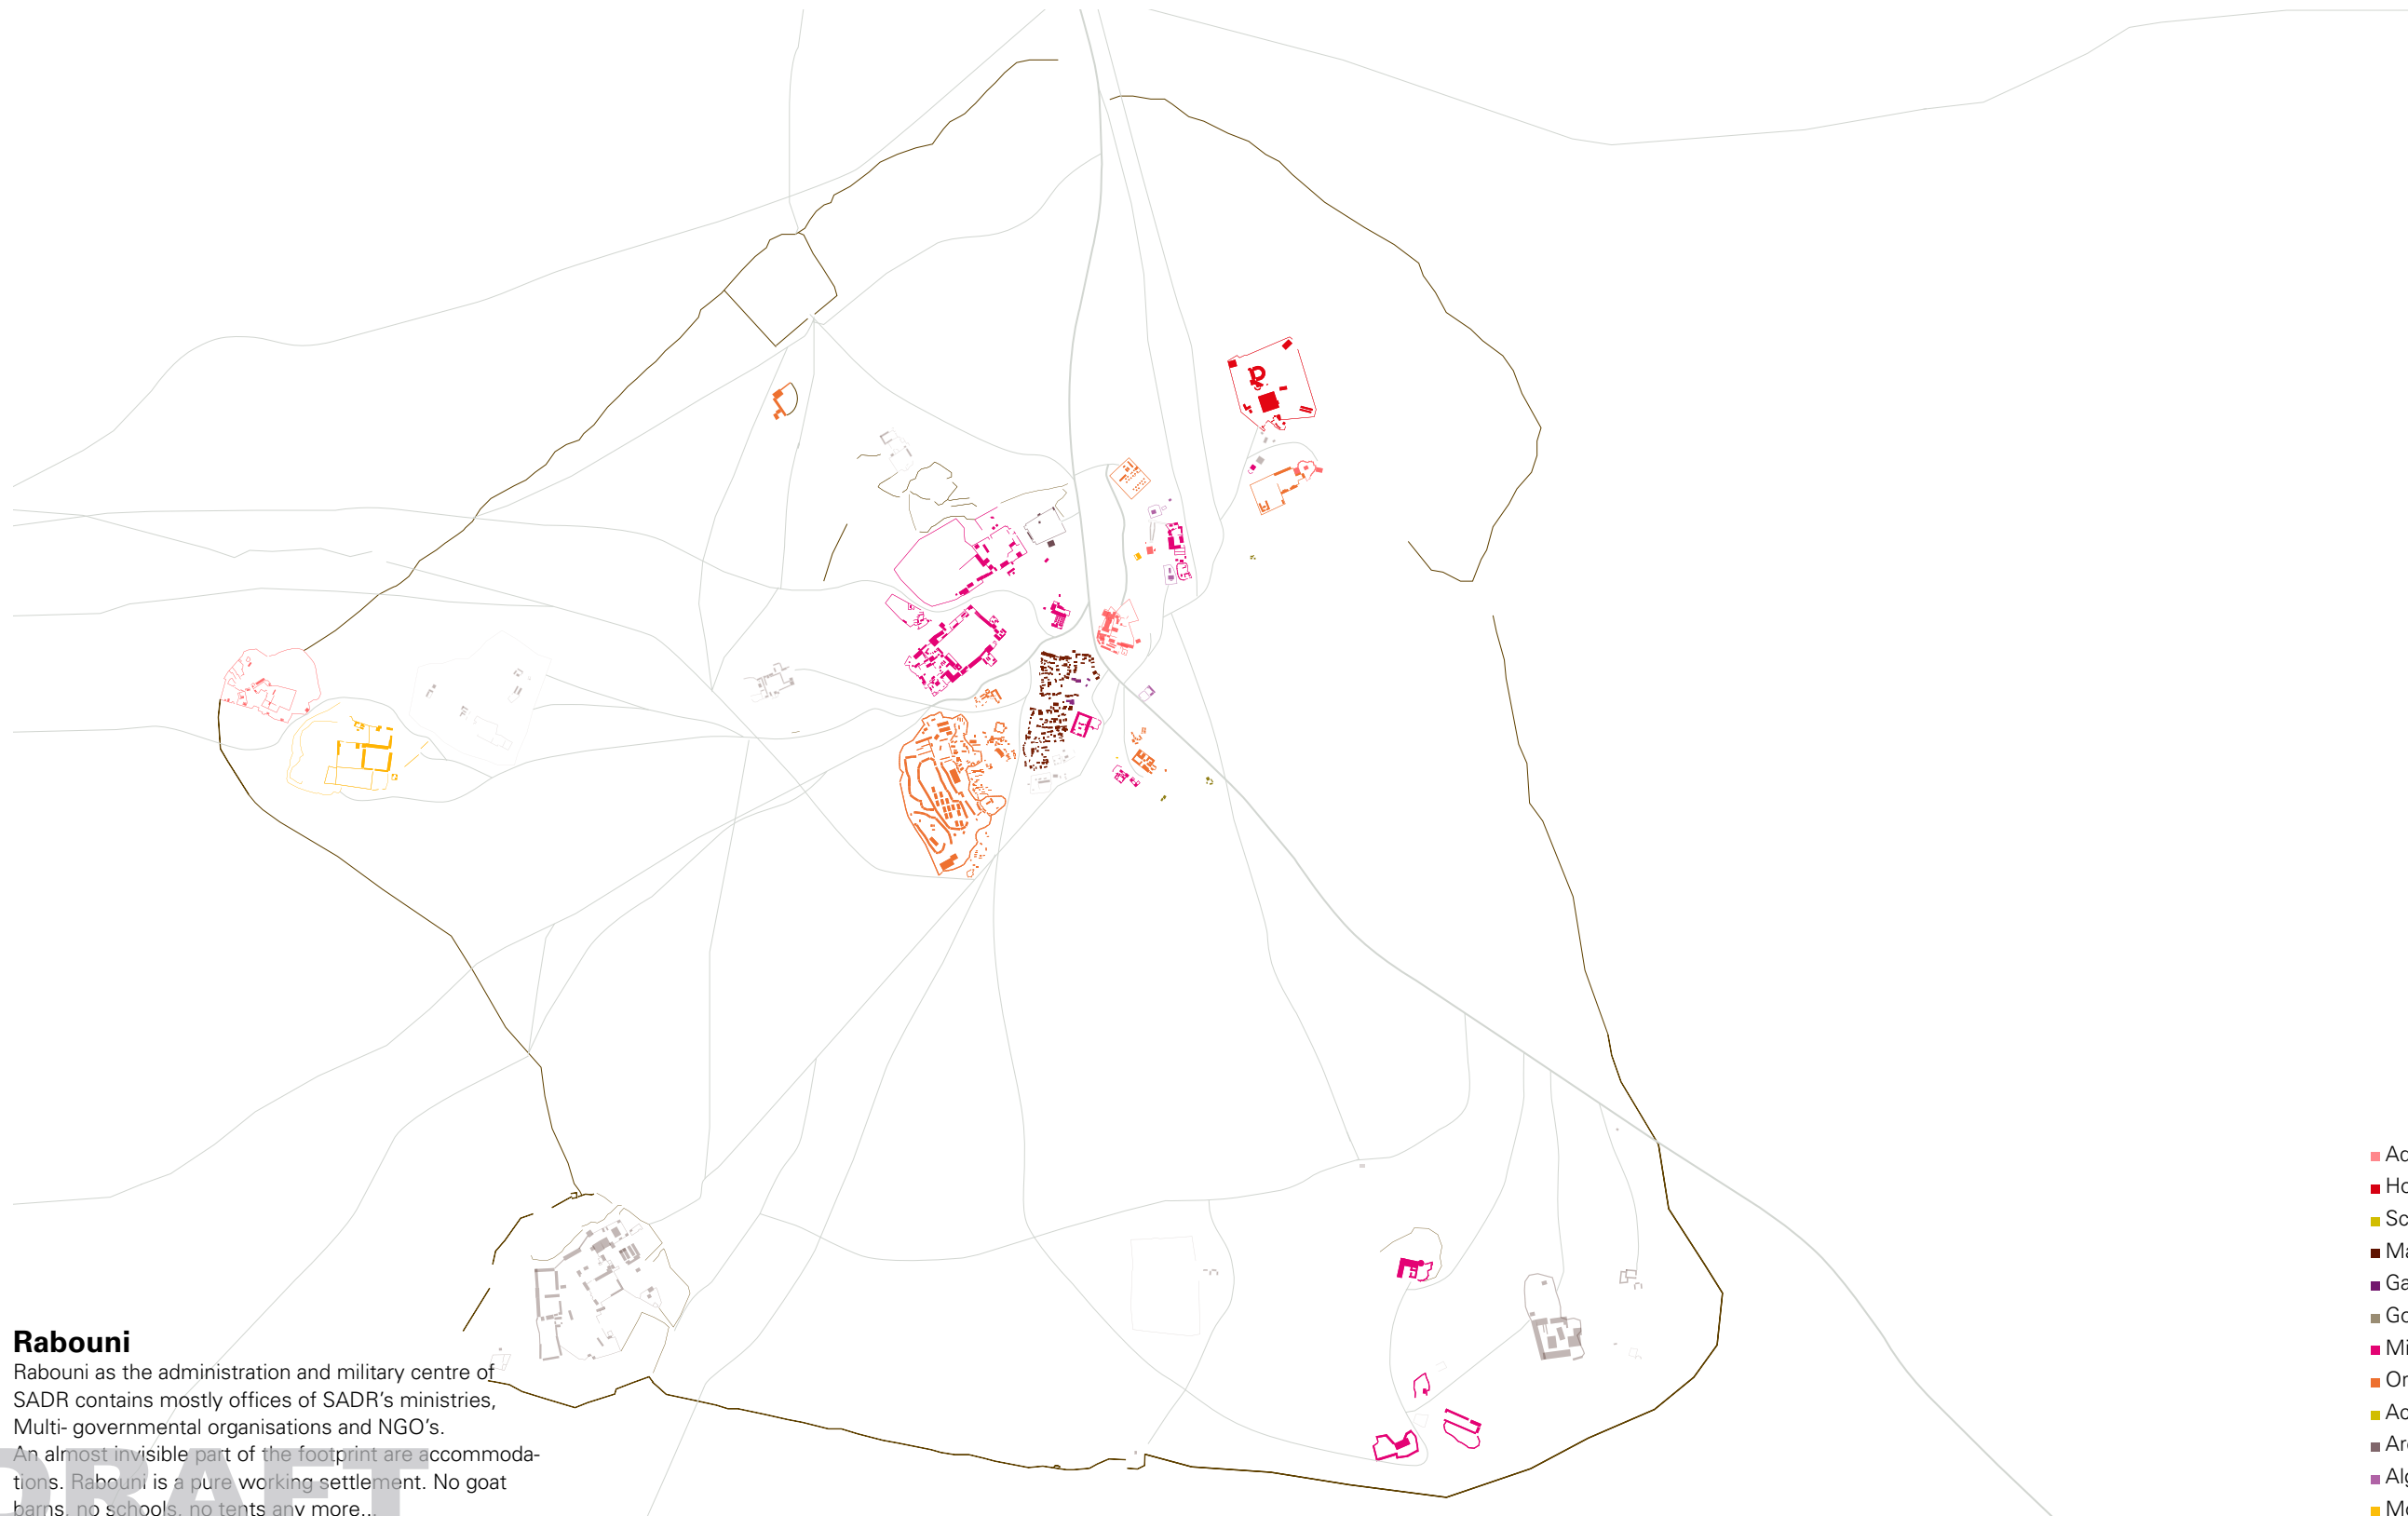 Rabouni
Rabouni as the administration and military centre of
SADR contains mostly offices of SADR's ministries,
Multi- governmental organisations and NGO's.
An almost invisible part of the footprint are accommoda-
tions. Rabouni is a pure working settlement. No goat
barns, no schools, no tents any more...
DRAFT